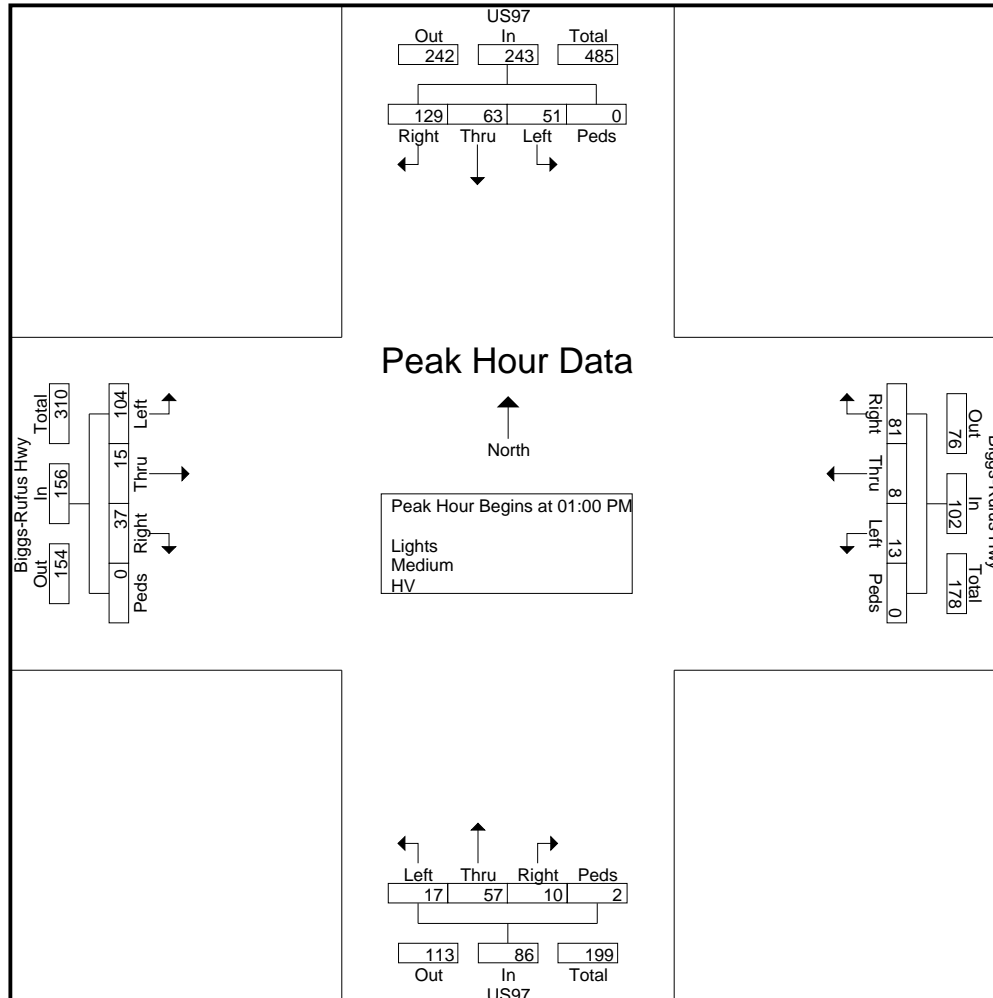 US97
Out In Total
242 243 485
129 63 51 0
Right Thru Left Peds
Peak Hour Data
North
Peak Hour Begins at 01:00 PM
Lights
Medium
HV
Biggs-Rufus Hwy
Out In Total
154 156 310
0 37 15 104
Peds Right Thru Left
Right Thru Left Peds
81 8 13 0
Out In Total
76 102 178
Biggs-Rufus Hwy
Left Thru Right Peds
17 57 10 2
113 86 199
Out In Total
US97